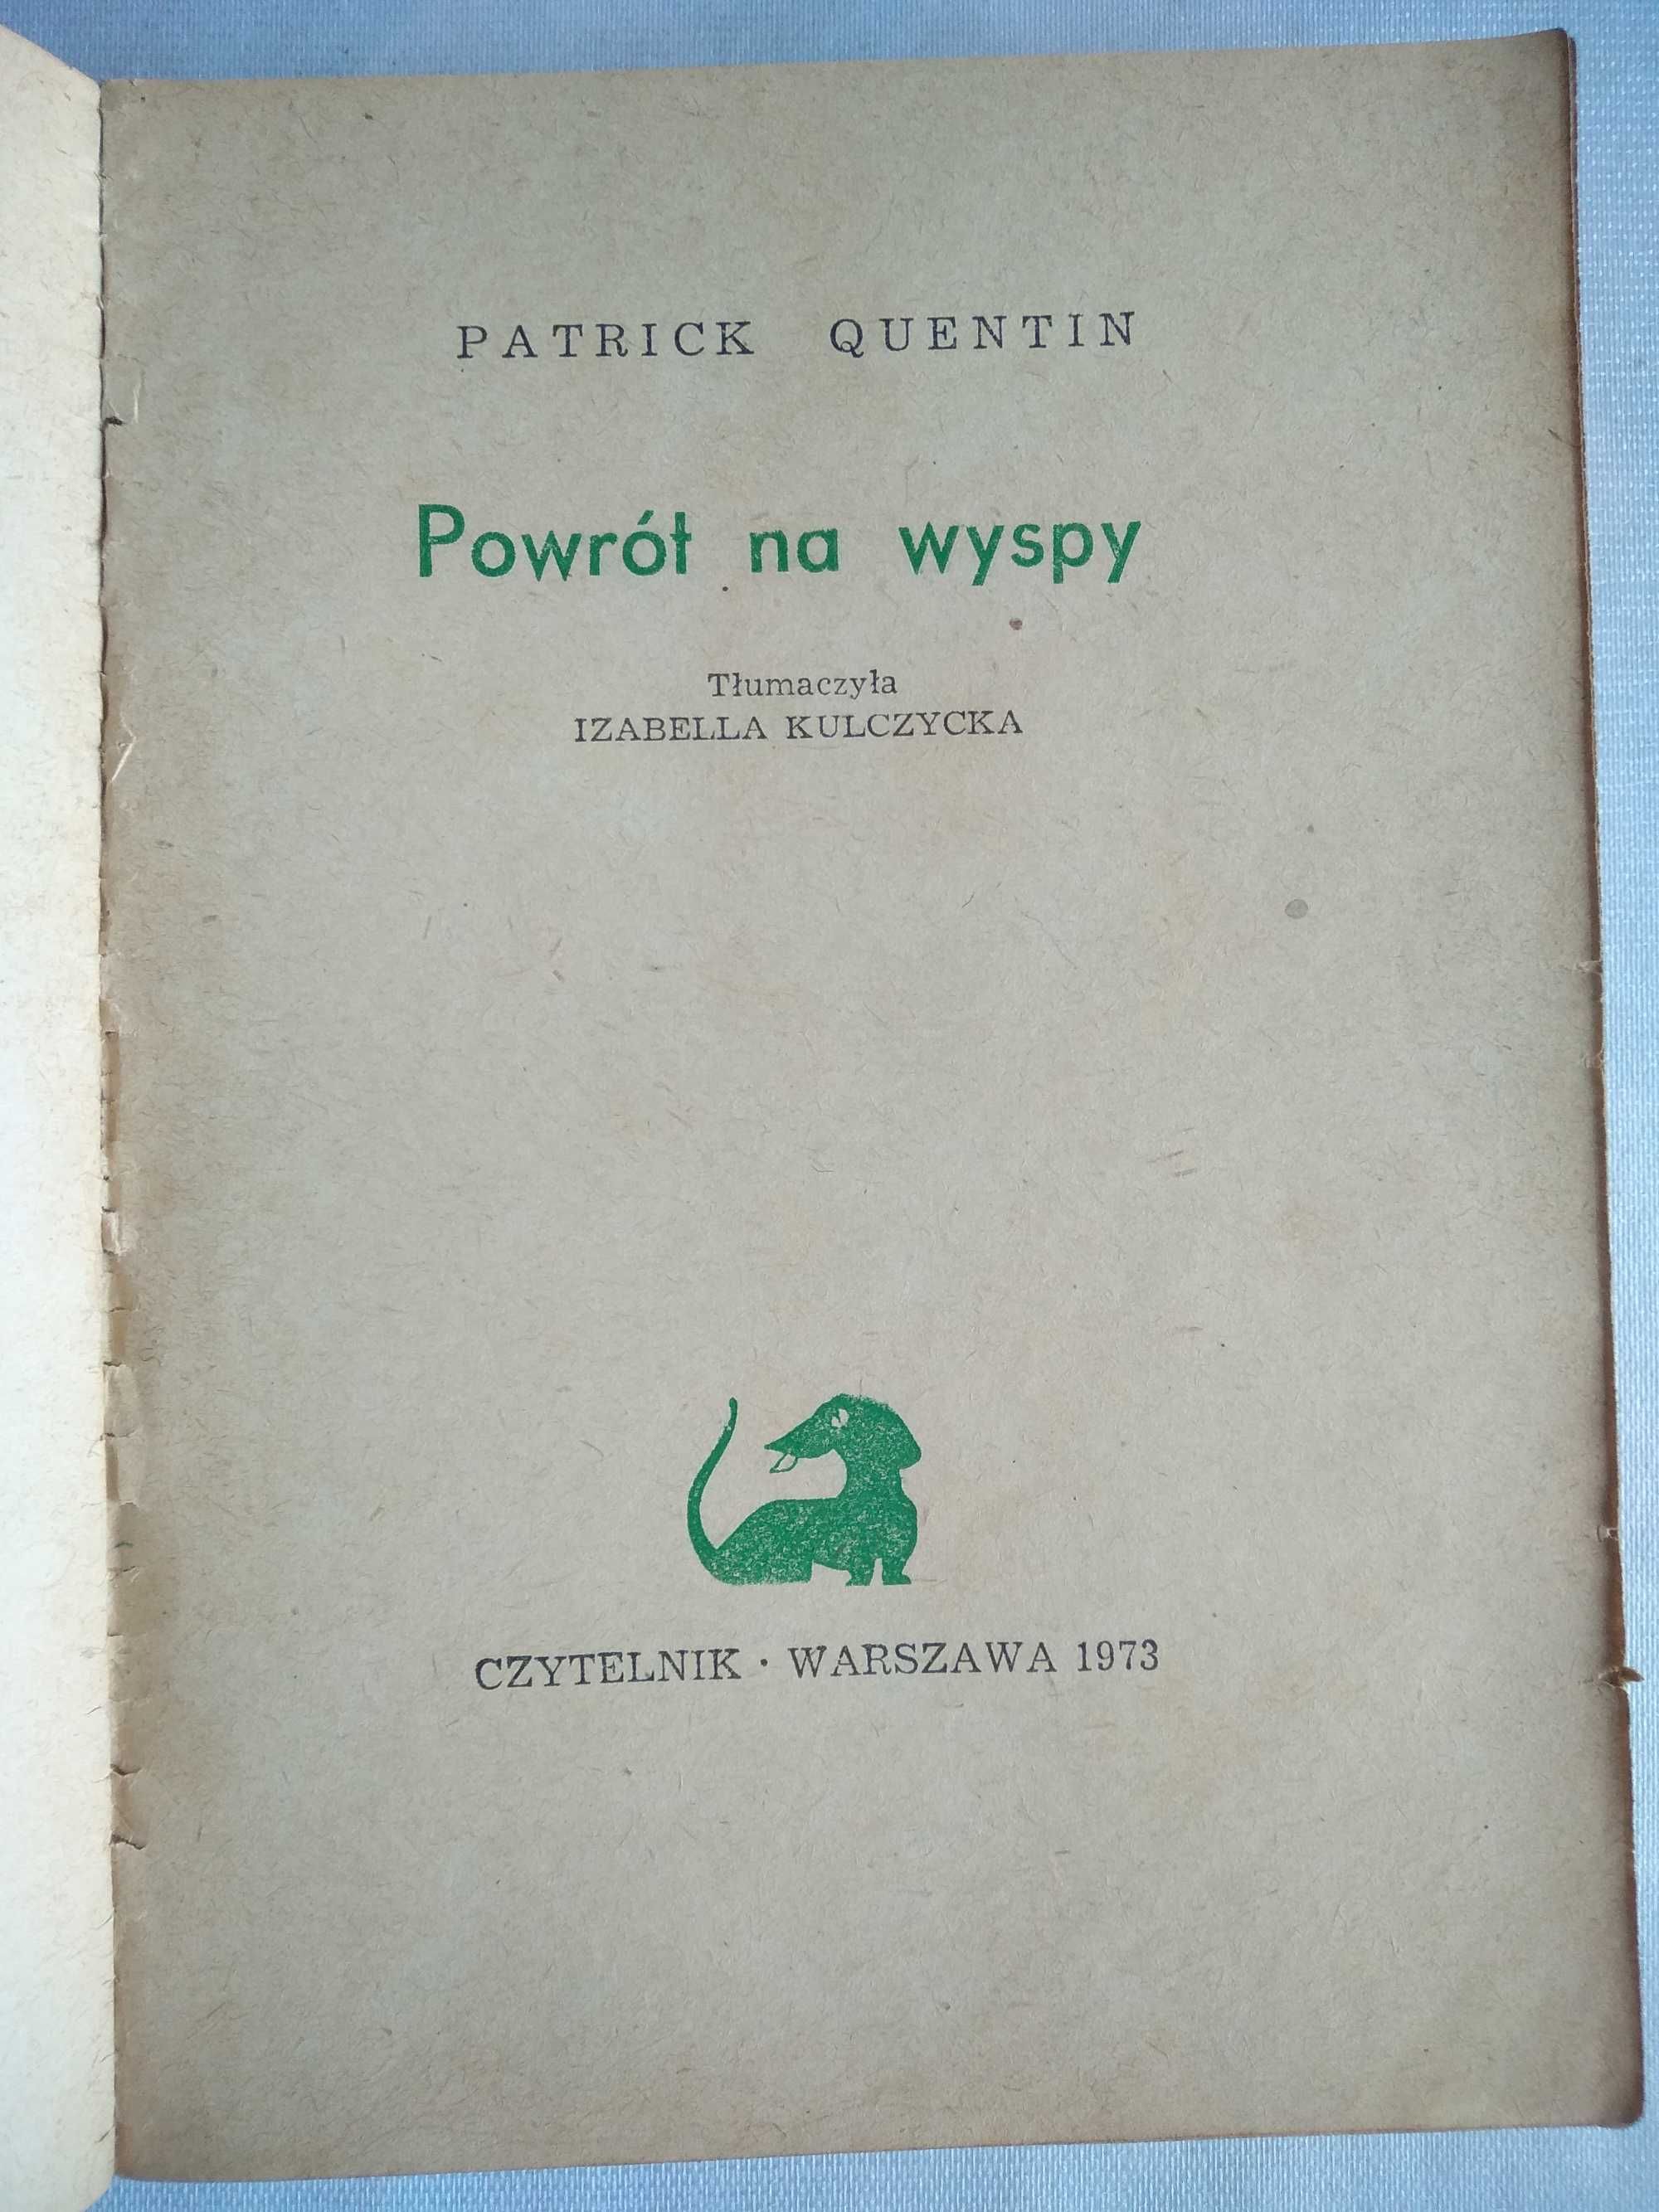 PATRICK QUENTIN
Powrót na wyspy
Tłumaczyła
IZABELLA KULCZYCKA
CZYTELNIK · WARSZAWA 1973